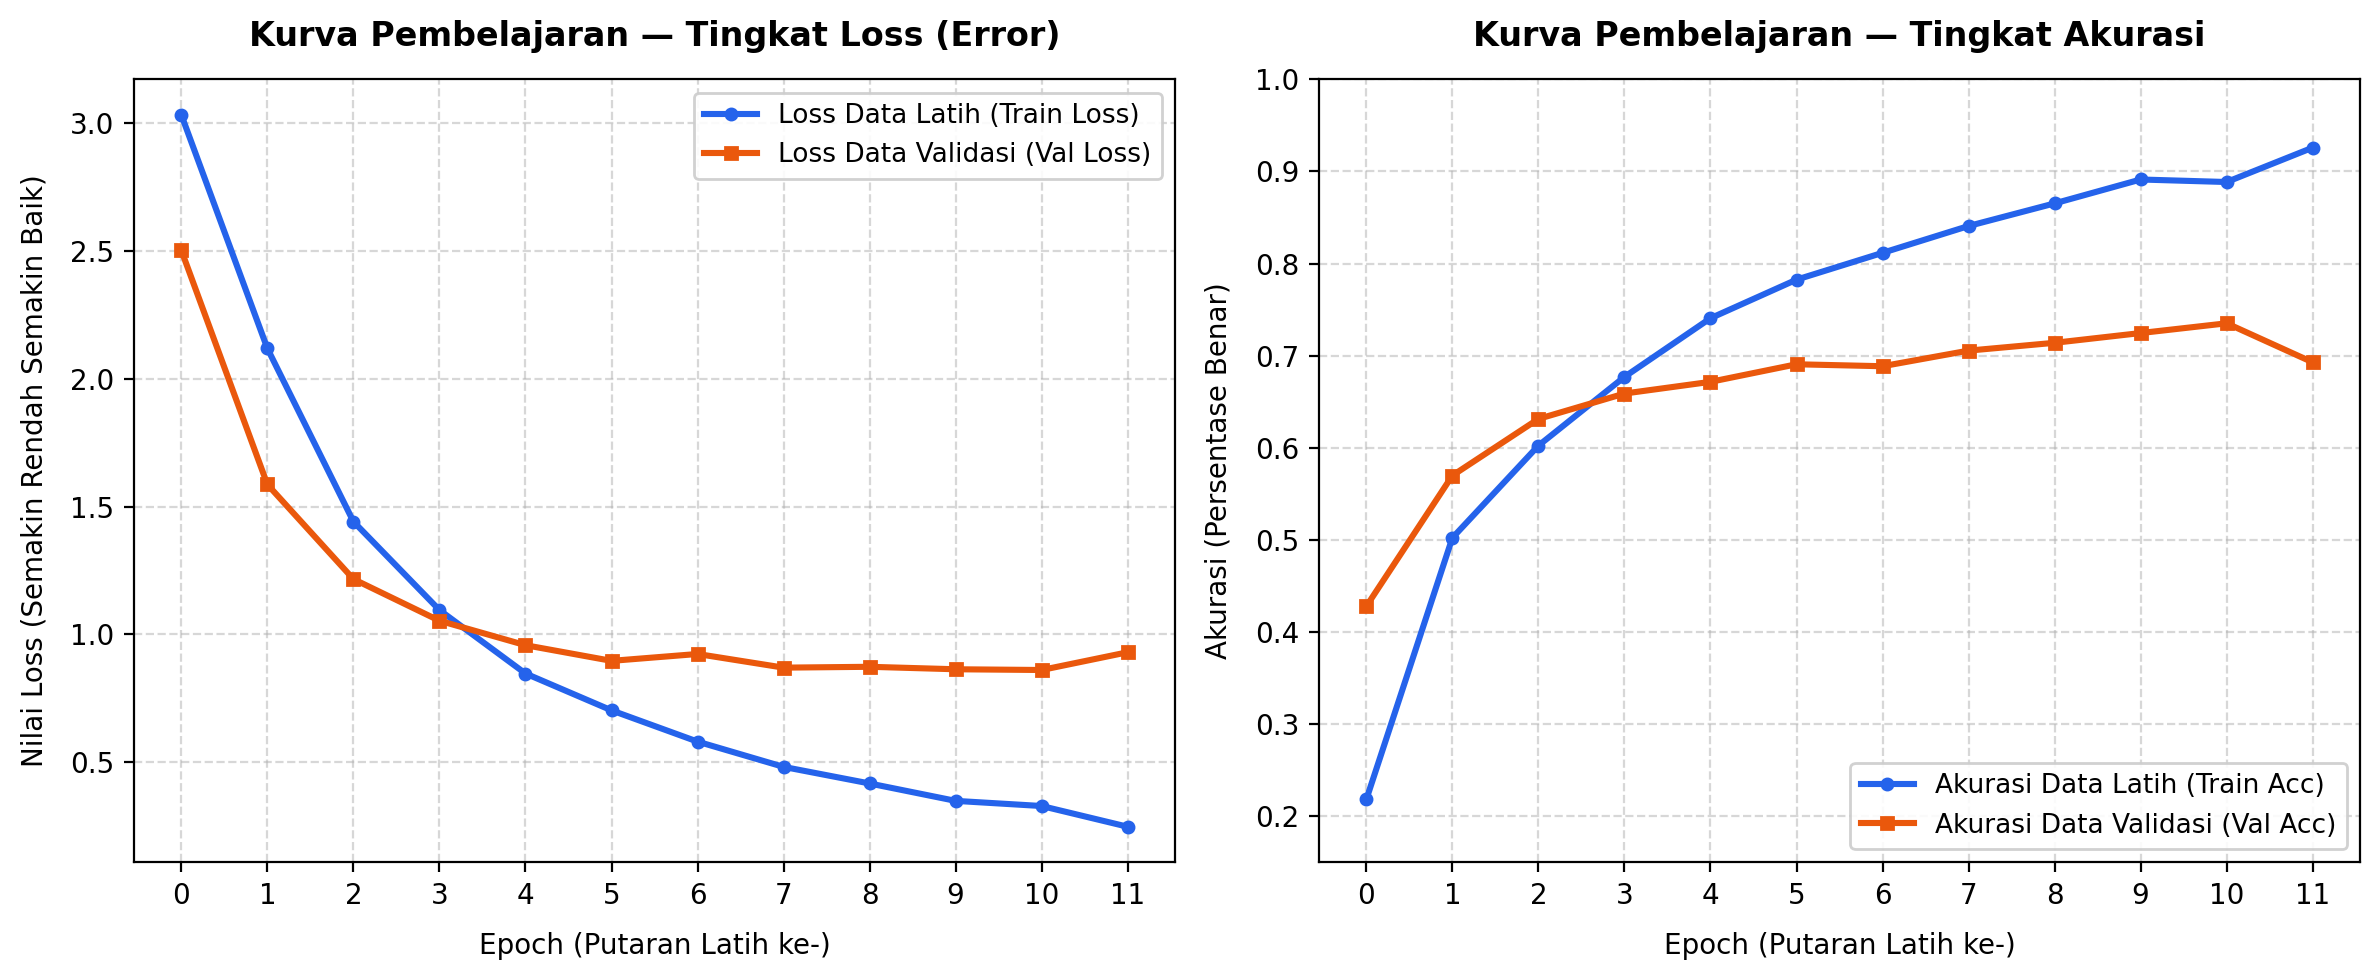 Kurva Pembelajaran — Tingkat Loss (Error)
Nilai Loss (Semakin Rendah Semakin Baik)
3.0
2.5
2.0
1.5
1.0
0.5
Loss Data Latih (Train Loss)
Loss Data Validasi (Val Loss)
0 1 2 3 4 5 6 7 8 9 10 11
Epoch (Putaran Latih ke-)
Kurva Pembelajaran — Tingkat Akurasi
Akurasi (Persentase Benar)
1.0
0.9
0.8
0.7
0.6
0.5
0.4
0.3
0.2
Akurasi Data Latih (Train Acc)
Akurasi Data Validasi (Val Acc)
0 1 2 3 4 5 6 7 8 9 10 11
Epoch (Putaran Latih ke-)